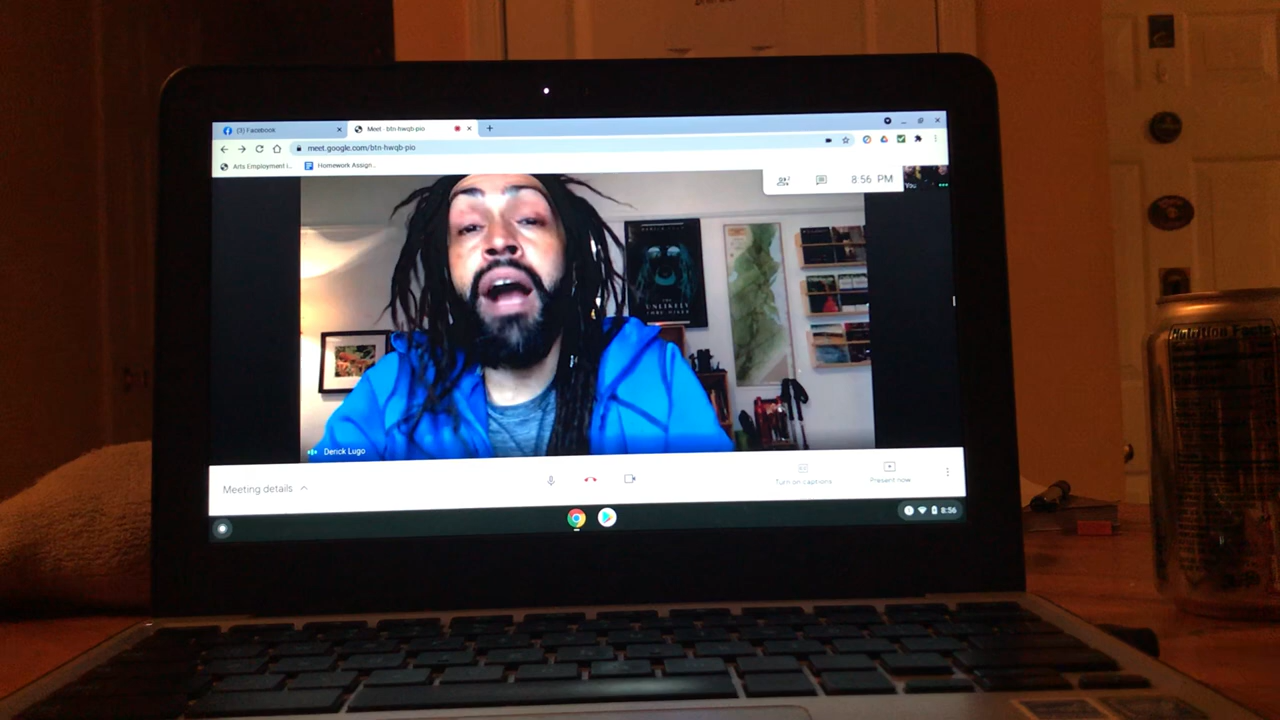 (3) Facebook
Meet - btn-hwqb-pio
meet.google.com/btn-hwqb-pio
Arts Employment i...
Homework Assign...
8:56 PM
You
UNLIKELY
Derick Lugo
Meeting details
Turn on captions
Present now
8:56
Nutrition Facts